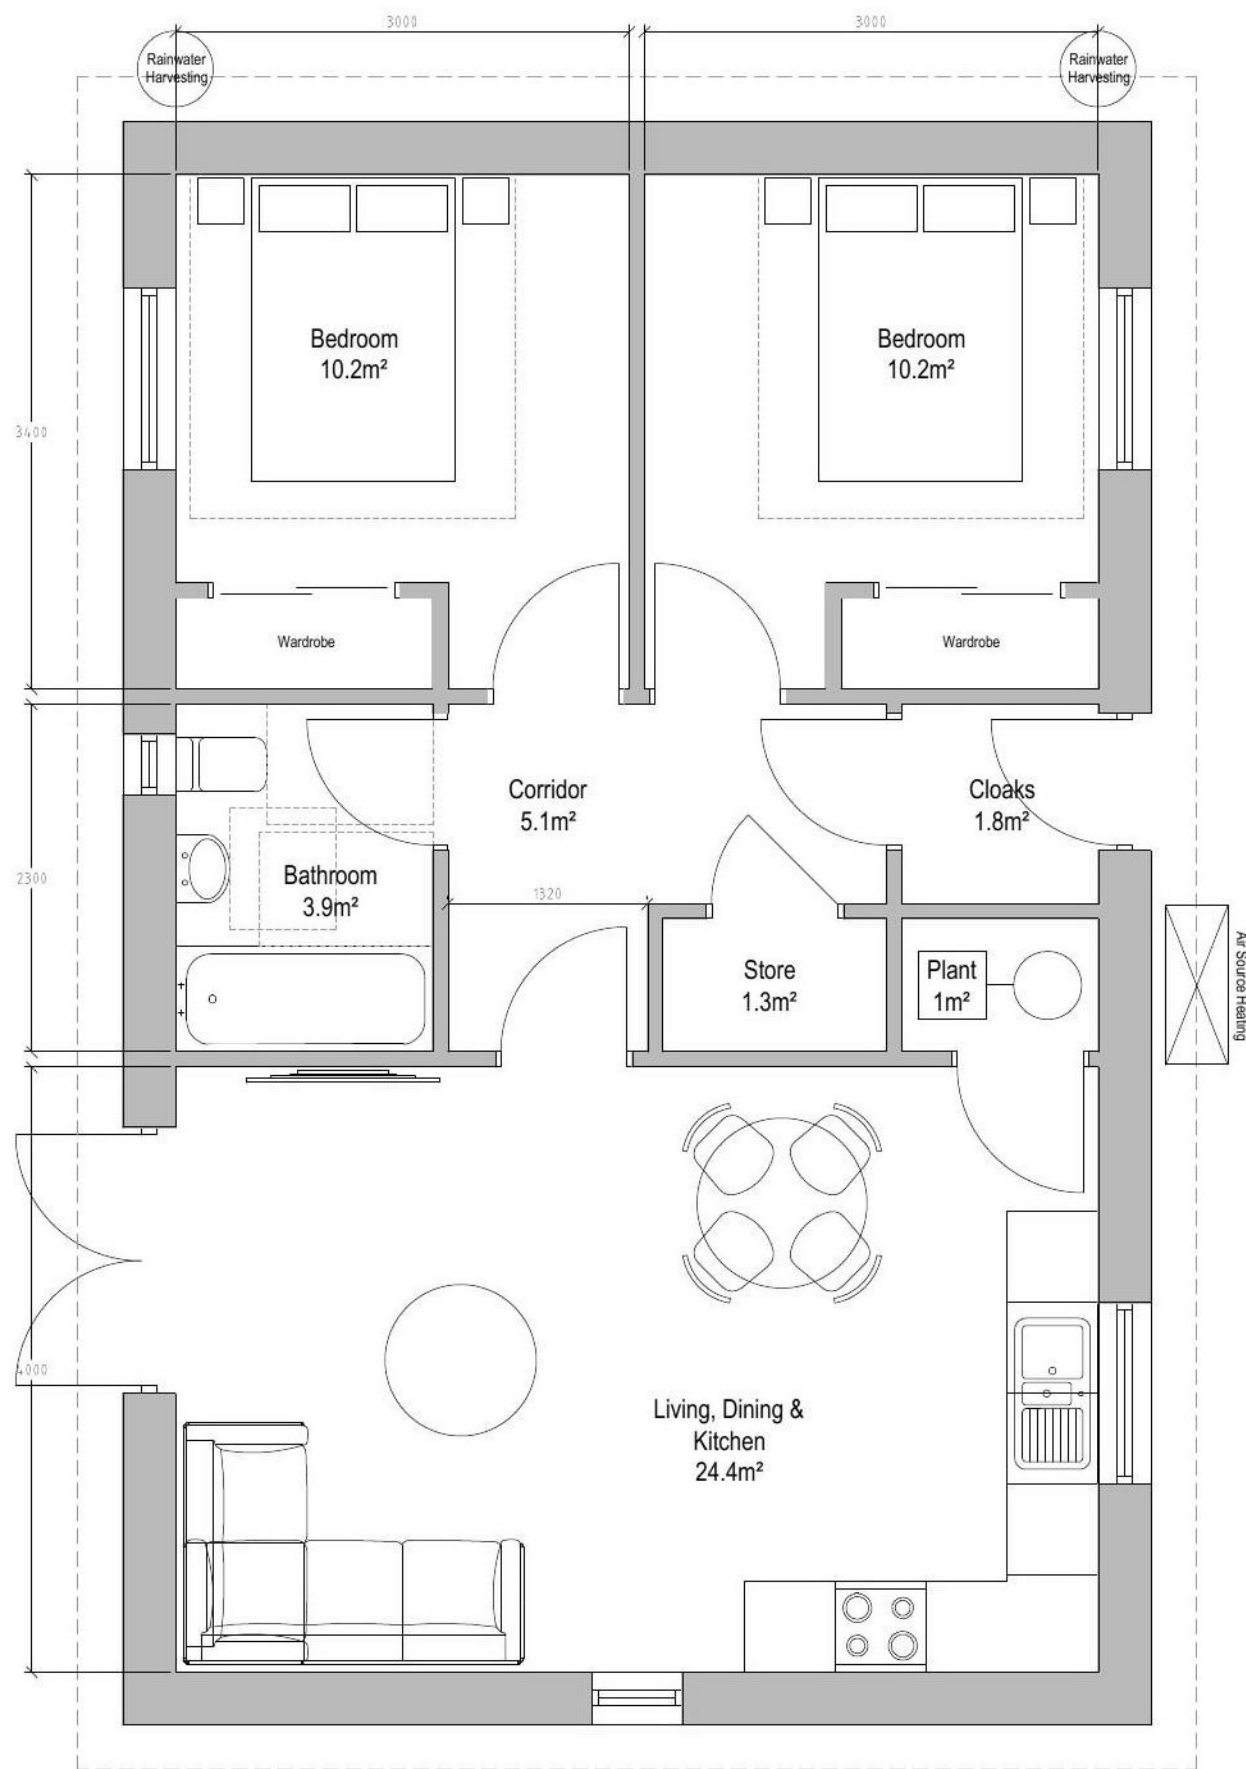 3000
3000
Rainwater
Harvesting
Rainwater
Harvesting
Bedroom
10.2m²
Bedroom
10.2m²
3400
Wardrobe
Wardrobe
Corridor
5.1m²
Cloaks
1.8m²
2300
Bathroom
3.9m²
1320
Store
1.3m²
Plant
1m²
Air Source Heating
4000
Living, Dining &
Kitchen
24.4m²